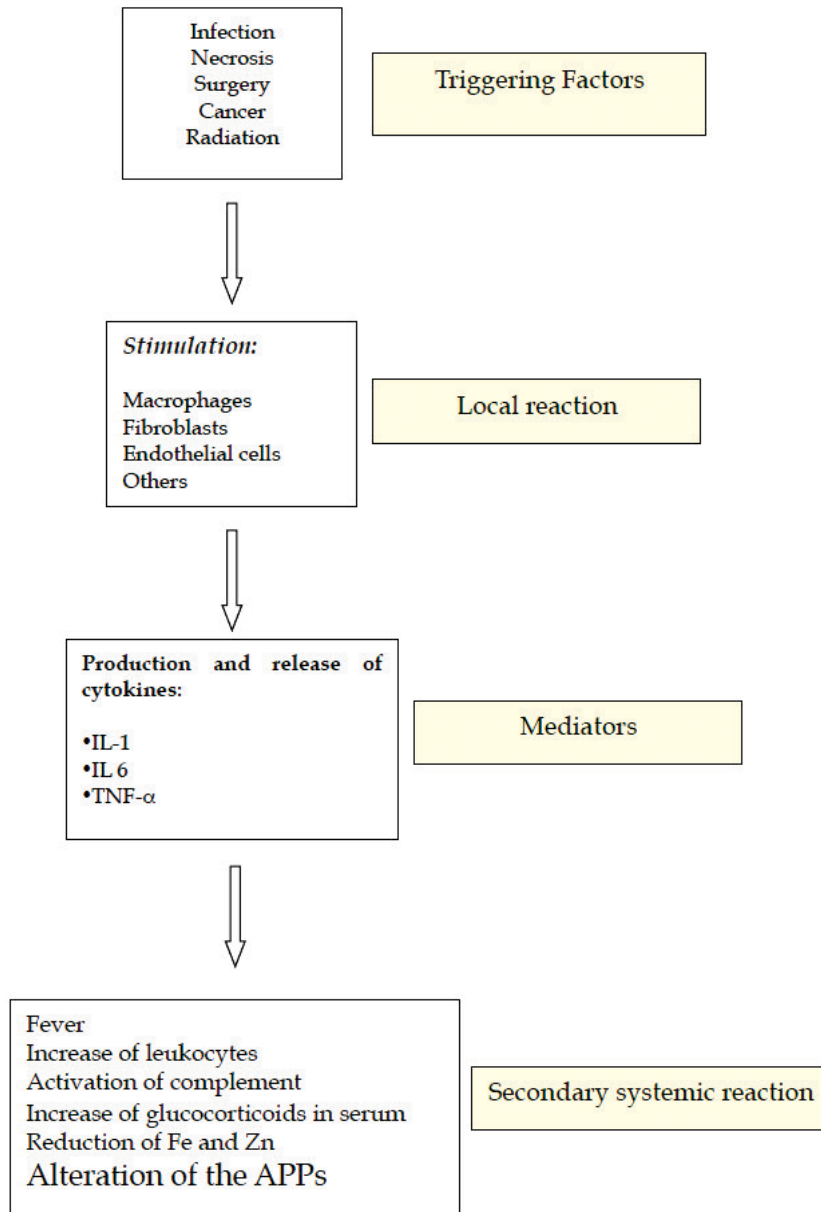 Infection
Necrosis
Surgery
Cancer
Radiation
Triggering Factors
Stimulation:
Macrophages
Fibroblasts
Endothelial cells
Others
Local reaction
Production and release of
cytokines:
•IL-1
•IL 6
•TNF-α
Mediators
Fever
Increase of leukocytes
Activation of complement
Increase of glucocorticoids in serum
Reduction of Fe and Zn
Alteration of the APPs
Secondary systemic reaction